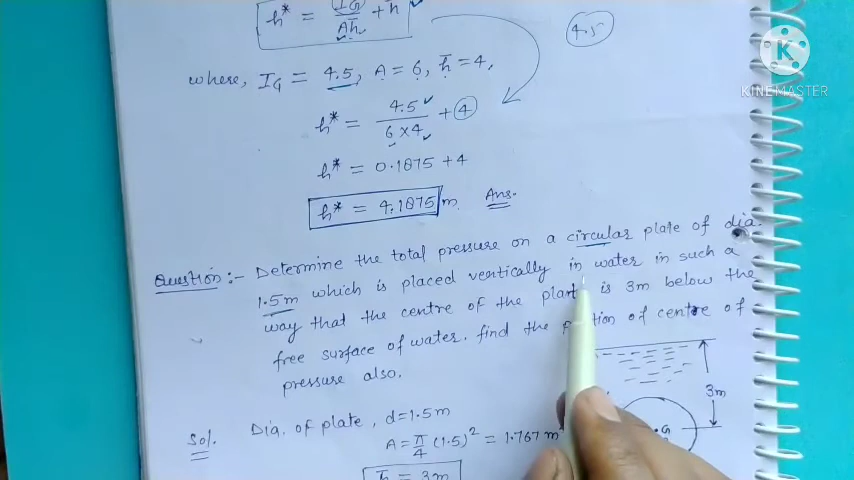 h* = IG / Ah̄ + h̄
4.5
where, IG = 4.5, A = 6, h̄ = 4,
h* = 4.5 / 6 × 4 + 4
h* = 0.1875 + 4
h* = 4.1875 m Ans.
Question :- Determine the total pressure on a circular plate of dia.
1.5m which is placed vertically in water in such a
way that the centre of the is 3m below the
free surface of water. find the of centre of
pressure also.
3m
Sol. Dia. of plate, d = 1.5m
A = π/4 (1.5)² = 1.767 m
G
h̄ = 3m
K
KINEMASTER